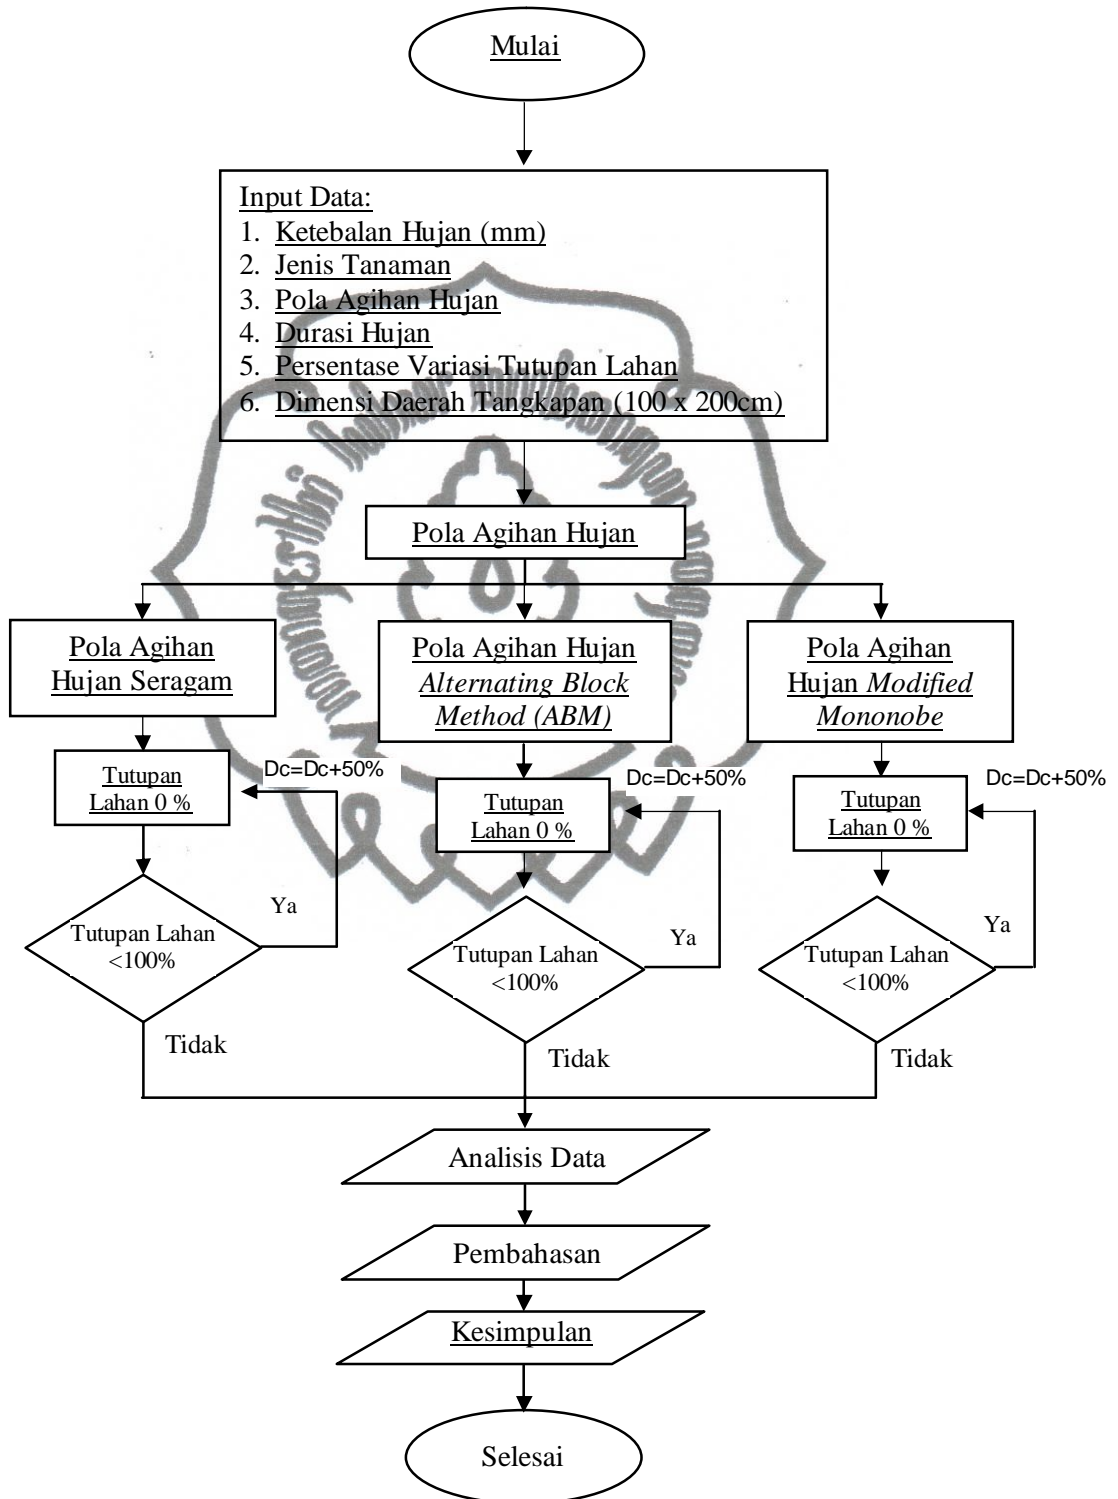 Mulai
Input Data:
1. Ketebalan Hujan (mm)
2. Jenis Tanaman
3. Pola Agihan Hujan
4. Durasi Hujan
5. Persentase Variasi Tutupan Lahan
6. Dimensi Daerah Tangkapan (100 x 200cm)
Pola Agihan Hujan
Pola Agihan
Hujan Seragam
Pola Agihan Hujan
Alternating Block
Method (ABM)
Pola Agihan
Hujan Modified
Mononobe
Tutupan
Lahan 0 %
Dc=Dc+50%
Tutupan
Lahan 0 %
Dc=Dc+50%
Tutupan
Lahan 0 %
Dc=Dc+50%
Tutupan Lahan
<100%
Ya
Tidak
Tutupan Lahan
<100%
Ya
Tidak
Tutupan Lahan
<100%
Ya
Tidak
Analisis Data
Pembahasan
Kesimpulan
Selesai